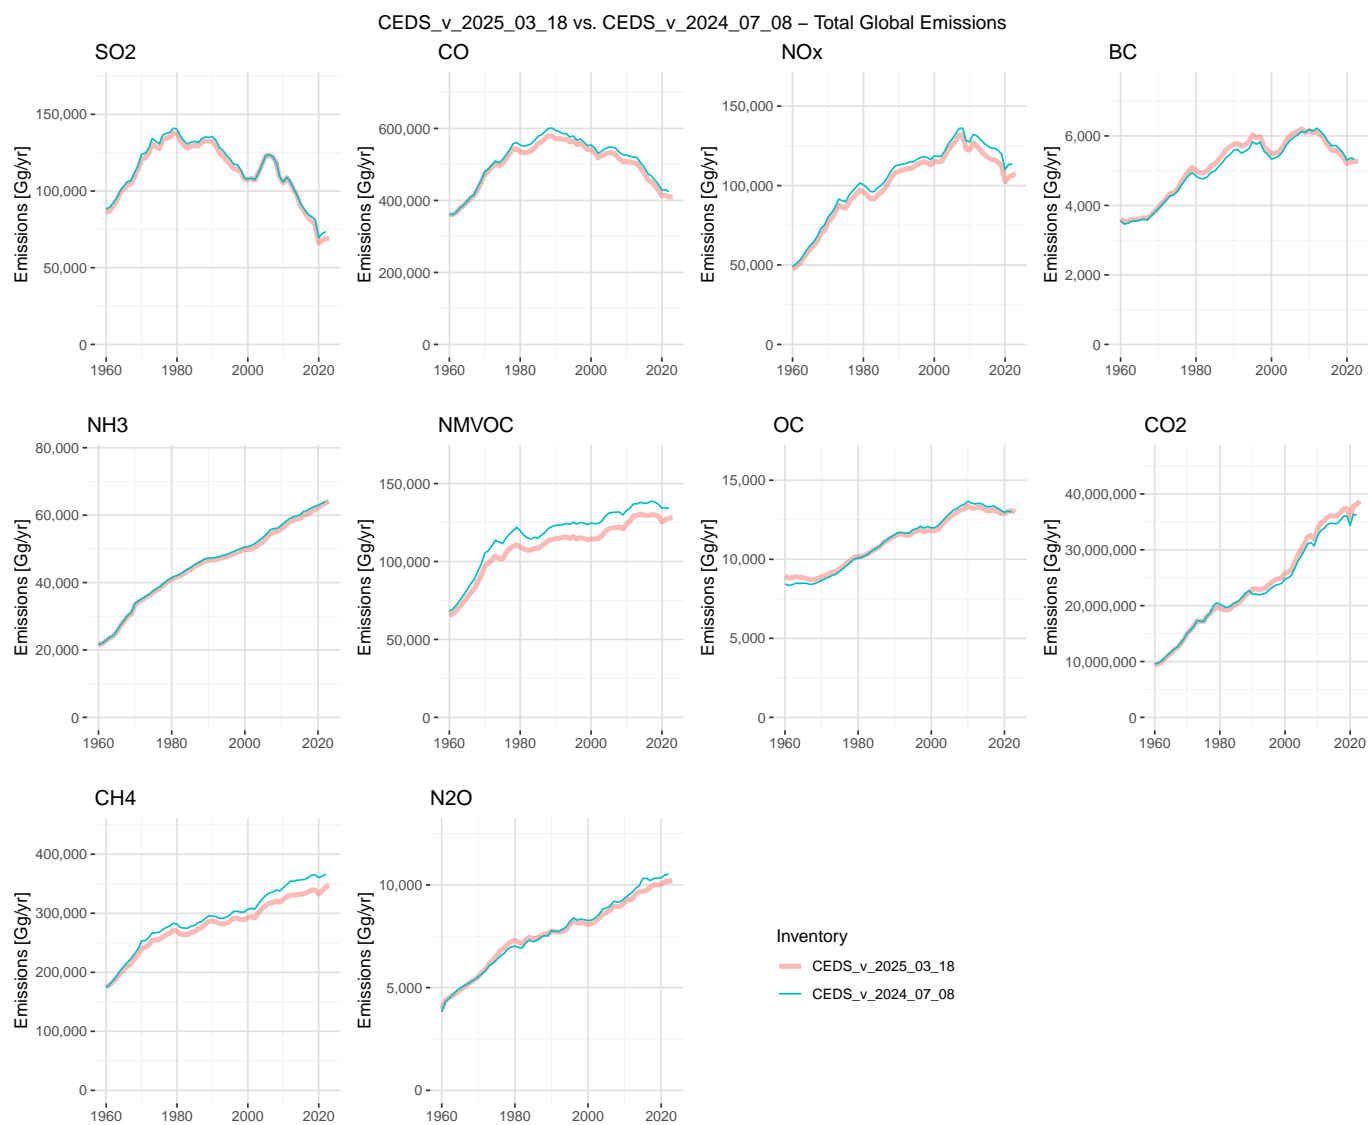 CEDS_v_2025_03_18 vs. CEDS_v_2024_07_08 – Total Global Emissions
SO2
Emissions [Gg/yr]
150,000
100,000
50,000
0
1960 1980 2000 2020
CO
Emissions [Gg/yr]
600,000
400,000
200,000
0
1960 1980 2000 2020
NOx
Emissions [Gg/yr]
150,000
100,000
50,000
0
1960 1980 2000 2020
BC
Emissions [Gg/yr]
6,000
4,000
2,000
0
1960 1980 2000 2020
NH3
Emissions [Gg/yr]
80,000
60,000
40,000
20,000
0
1960 1980 2000 2020
NMVOC
Emissions [Gg/yr]
150,000
100,000
50,000
0
1960 1980 2000 2020
OC
Emissions [Gg/yr]
15,000
10,000
5,000
0
1960 1980 2000 2020
CO2
Emissions [Gg/yr]
40,000,000
30,000,000
20,000,000
10,000,000
0
1960 1980 2000 2020
CH4
Emissions [Gg/yr]
400,000
300,000
200,000
100,000
0
1960 1980 2000 2020
N2O
Emissions [Gg/yr]
10,000
5,000
0
1960 1980 2000 2020
Inventory
CEDS_v_2025_03_18
CEDS_v_2024_07_08